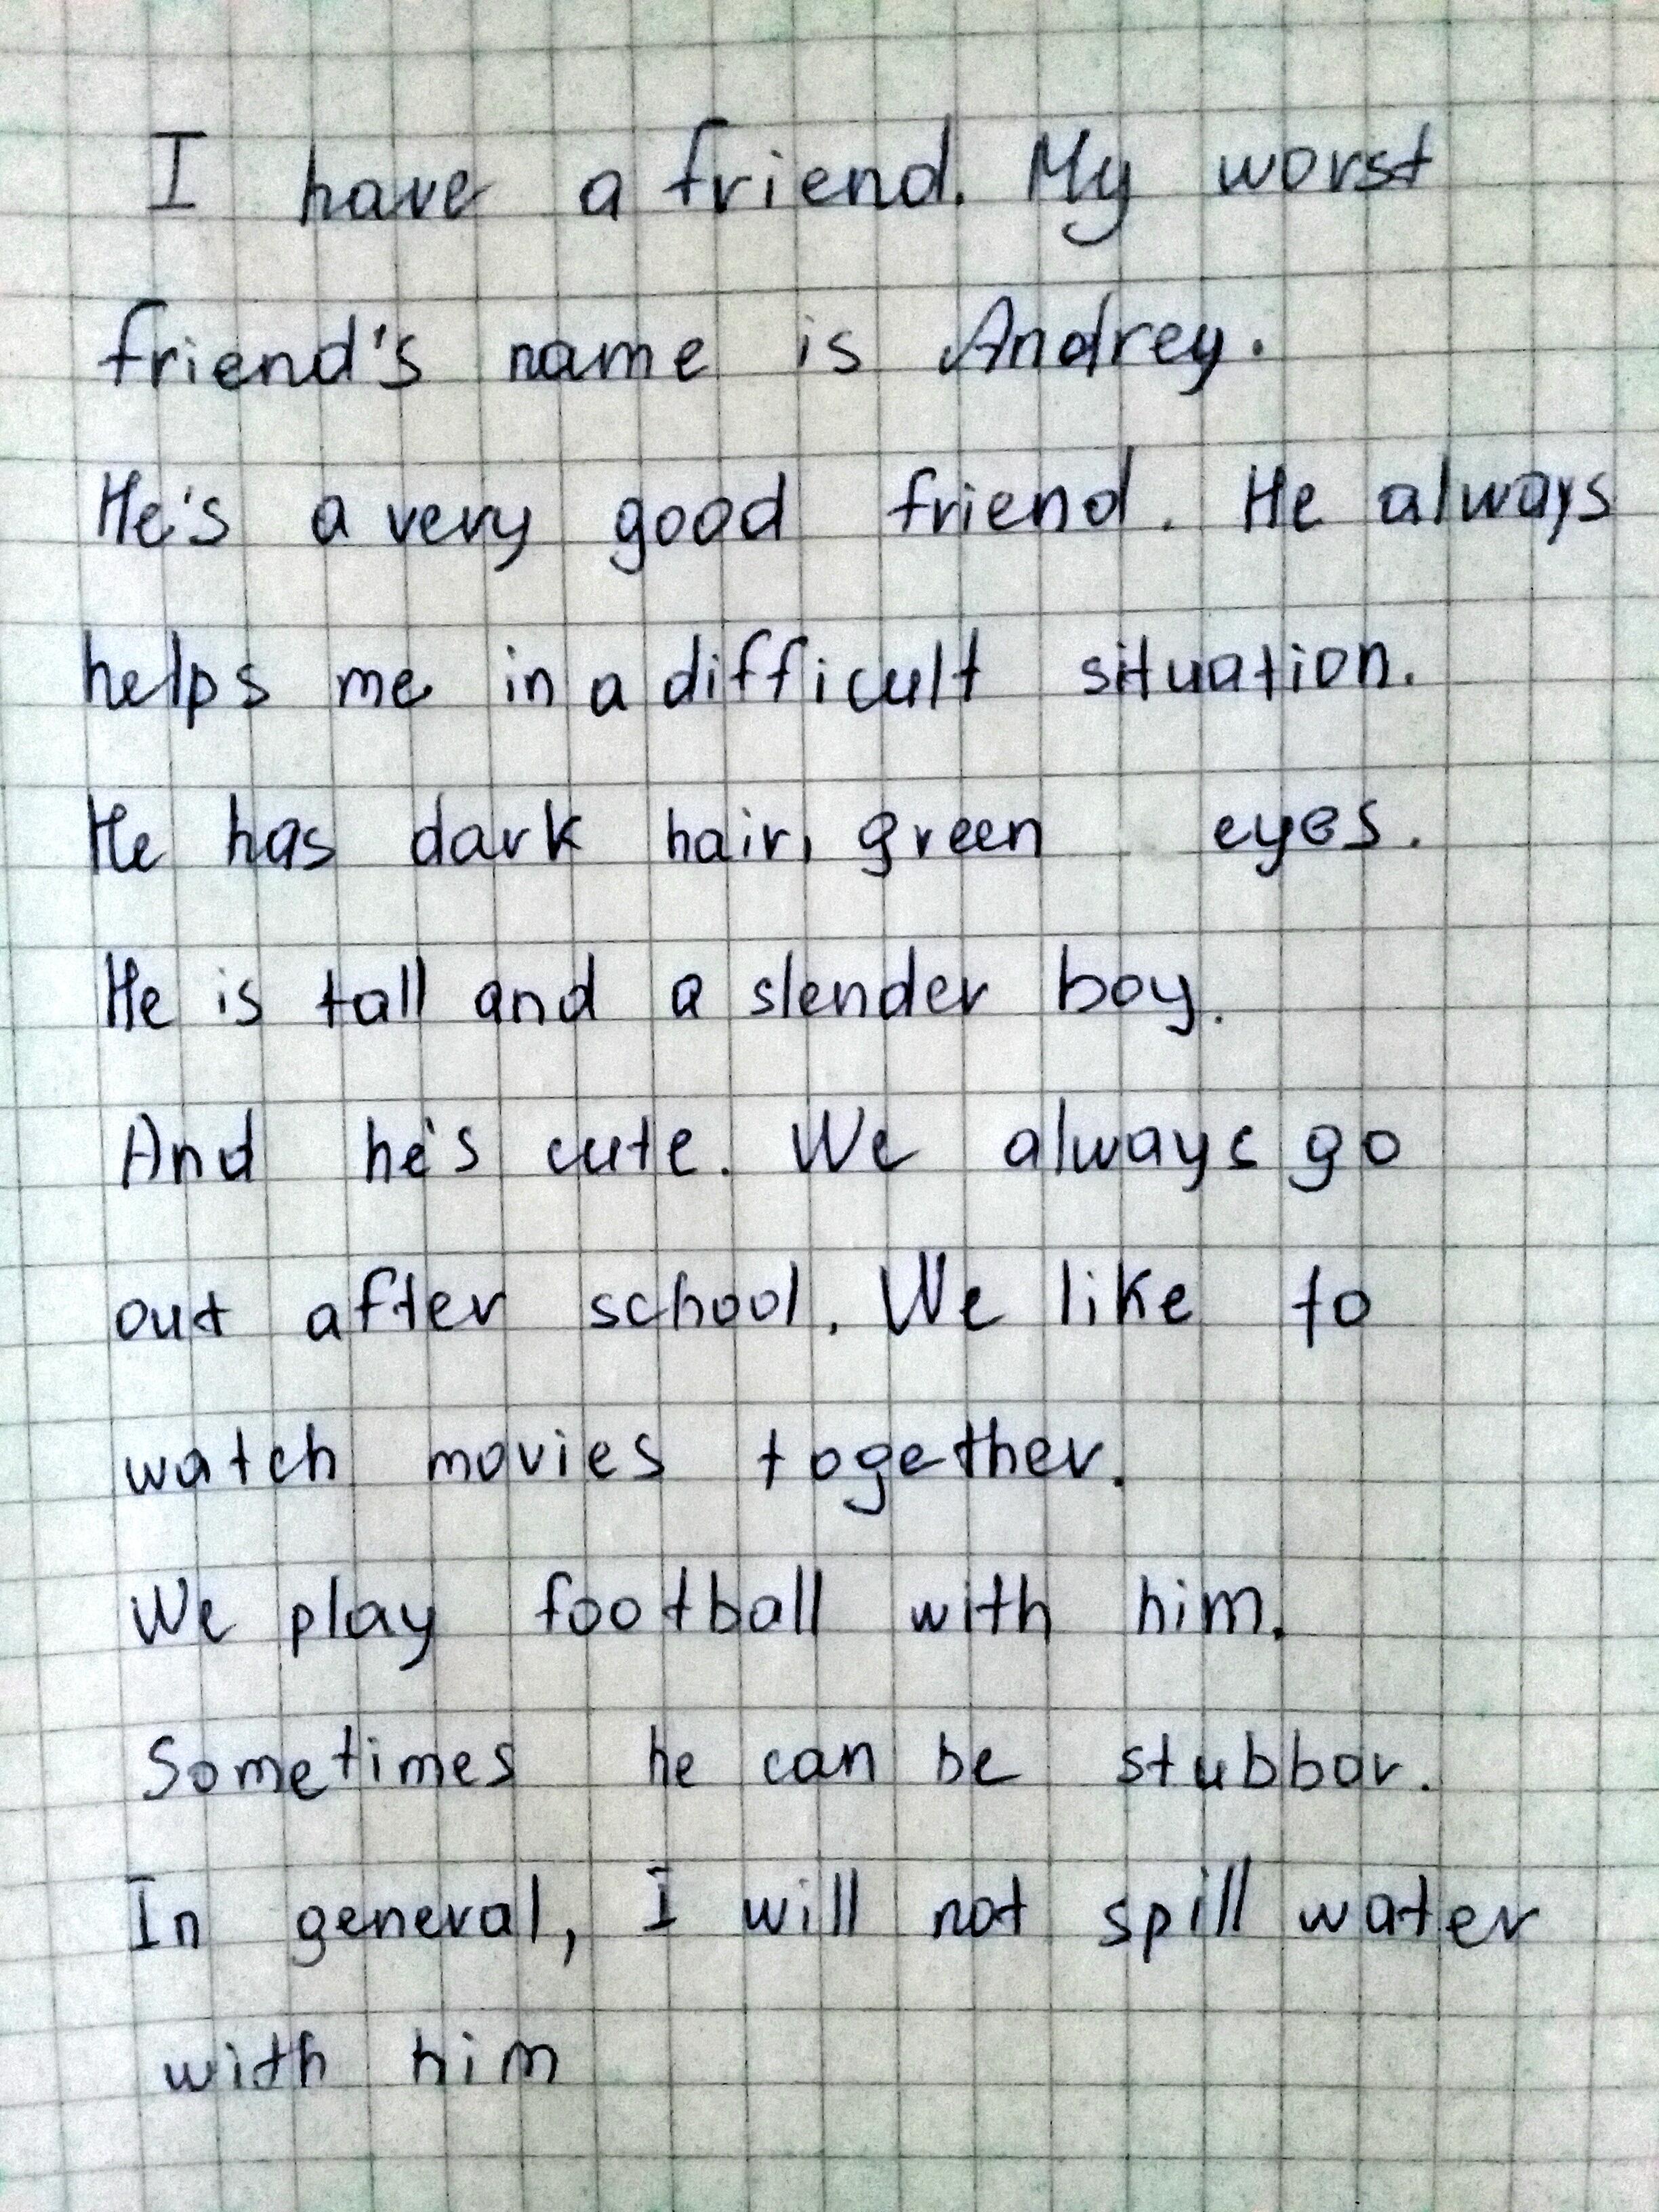 I have a friend. My worst
friend's name is Andrey.
He's a very good friend. He always
helps me in a difficult situation.
He has dark hair, green eyes.
He is tall and a slender boy.
And he's cute. We always go
out after school. We like to
watch movies together.
We play football with him.
Sometimes he can be stubbor.
In general, I will not spill water
with him